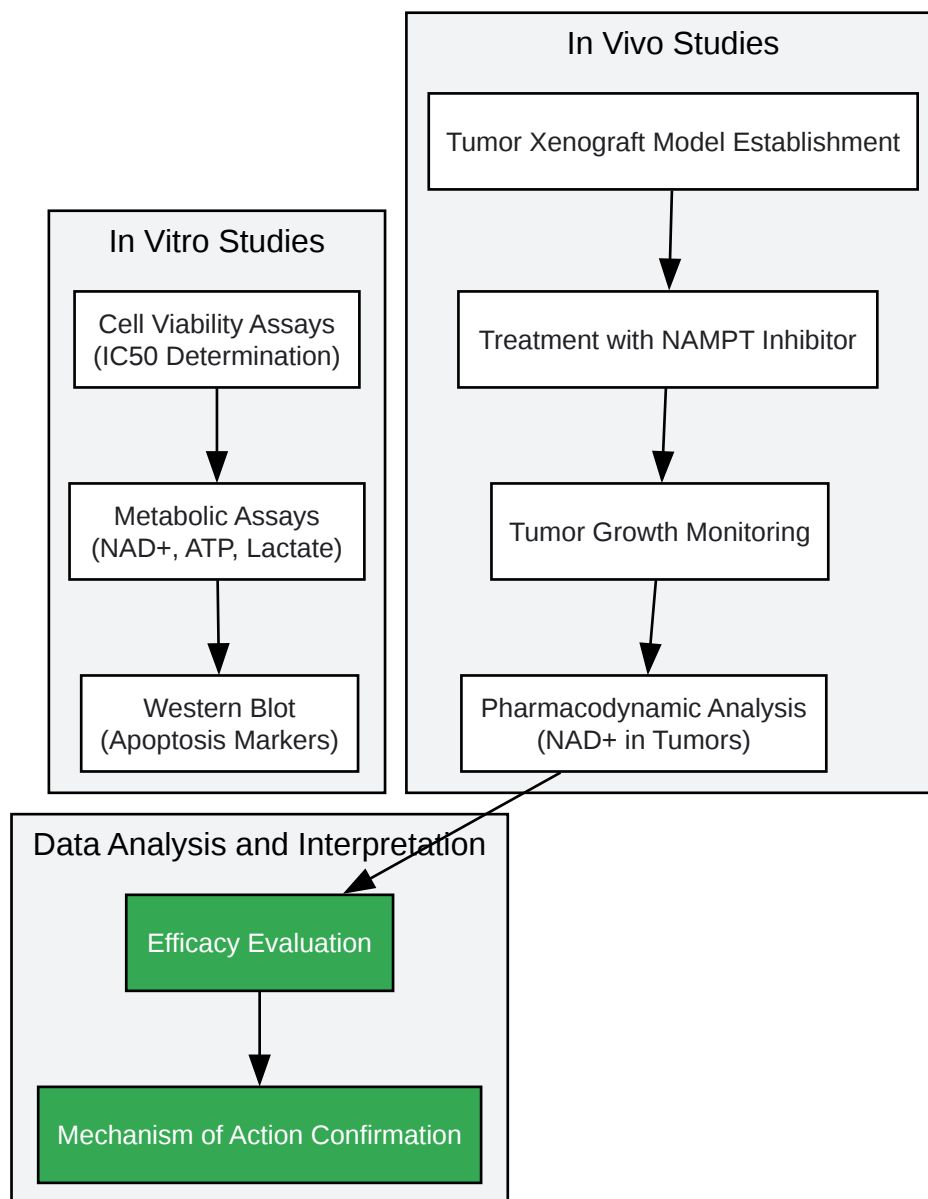 In Vitro Studies
Cell Viability Assays
(IC50 Determination)
Metabolic Assays
(NAD+, ATP, Lactate)
Western Blot
(Apoptosis Markers)
In Vivo Studies
Tumor Xenograft Model Establishment
Treatment with NAMPT Inhibitor
Tumor Growth Monitoring
Pharmacodynamic Analysis
(NAD+ in Tumors)
Data Analysis and Interpretation
Efficacy Evaluation
Mechanism of Action Confirmation